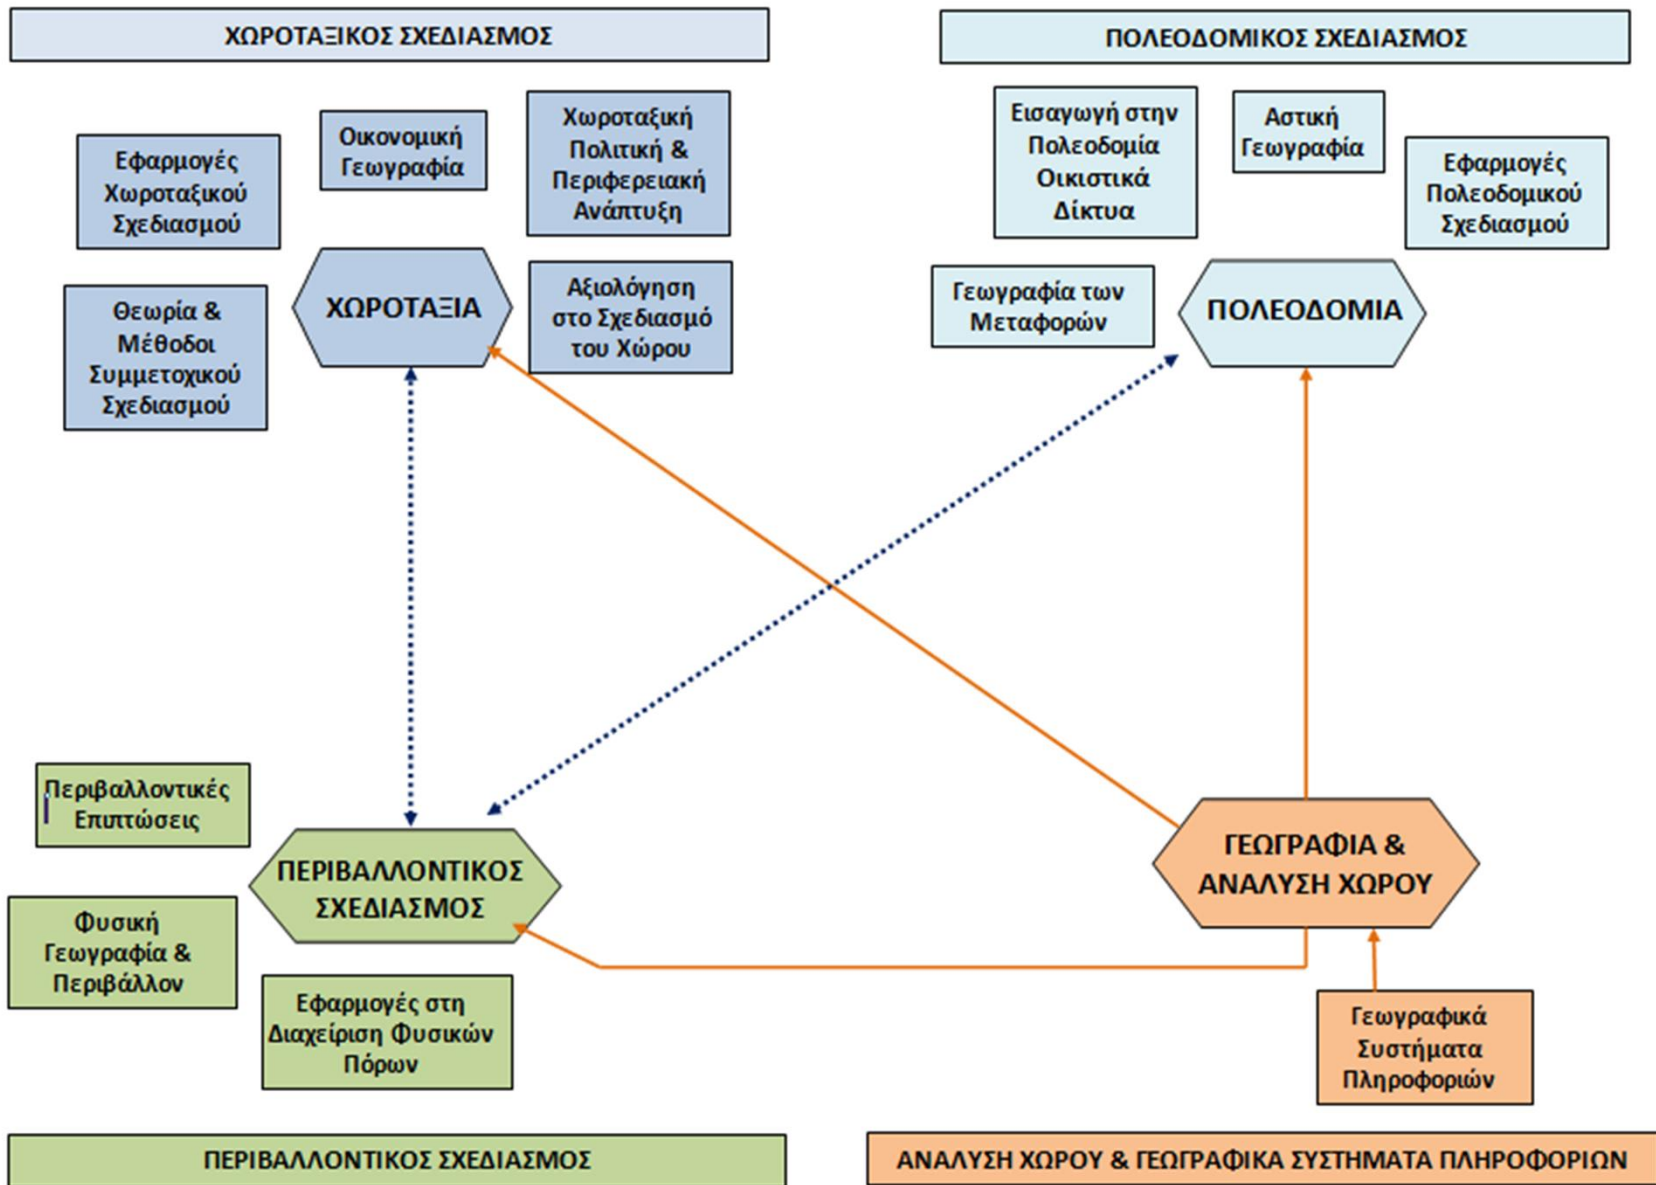 ΧΩΡΟΤΑΞΙΚΟΣ ΣΧΕΔΙΑΣΜΟΣ
ΠΟΛΕΟΔΟΜΙΚΟΣ ΣΧΕΔΙΑΣΜΟΣ
Εφαρμογές
Χωροταξικού
Σχεδιασμού
Οικονομική
Γεωγραφία
Χωροταξική
Πολιτική &
Περιφερειακή
Ανάπτυξη
Εισαγωγή στην
Πολεοδομία
Οικιστικά
Δίκτυα
Αστική
Γεωγραφία
Εφαρμογές
Πολεοδομικού
Σχεδιασμού
Θεωρία &
Μέθοδοι
Συμμετοχικού
Σχεδιασμού
ΧΩΡΟΤΑΞΙΑ
Αξιολόγηση
στο Σχεδιασμό
του Χώρου
Γεωγραφία των
Μεταφορών
ΠΟΛΕΟΔΟΜΙΑ
Περιβαλλοντικές
Επιπτώσεις
ΠΕΡΙΒΑΛΛΟΝΤΙΚΟΣ
ΣΧΕΔΙΑΣΜΟΣ
ΓΕΩΓΡΑΦΙΑ &
ΑΝΑΛΥΣΗ ΧΩΡΟΥ
Φυσική
Γεωγραφία &
Περιβάλλον
Εφαρμογές στη
Διαχείριση Φυσικών
Πόρων
Γεωγραφικά
Συστήματα
Πληροφοριών
ΠΕΡΙΒΑΛΛΟΝΤΙΚΟΣ ΣΧΕΔΙΑΣΜΟΣ
ΑΝΑΛΥΣΗ ΧΩΡΟΥ & ΓΕΩΓΡΑΦΙΚΑ ΣΥΣΤΗΜΑΤΑ ΠΛΗΡΟΦΟΡΙΩΝ